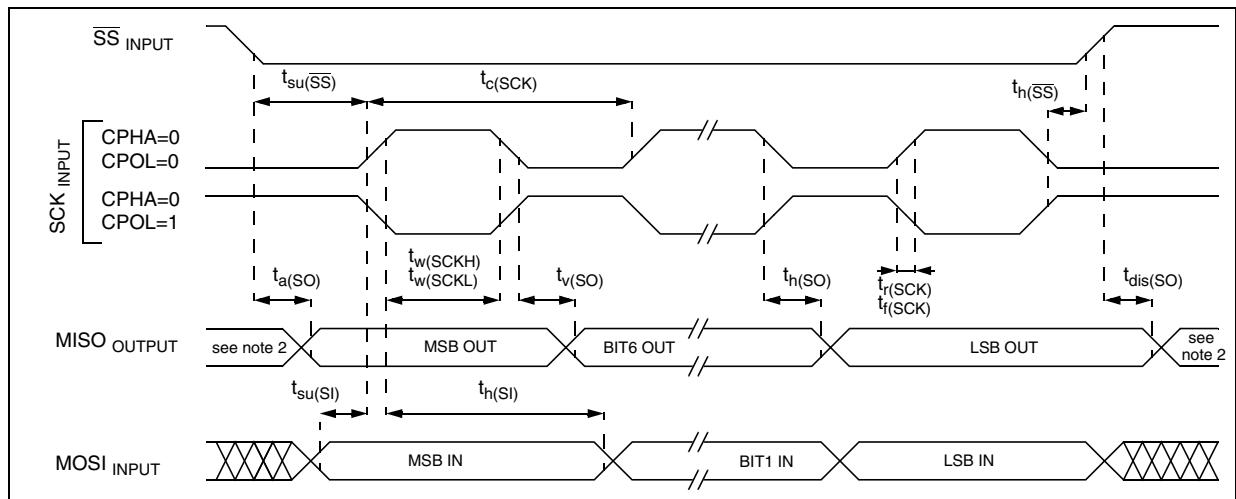 SS INPUT
tsu(SS)
tc(SCK)
th(SS)
SCK INPUT
CPHA=0
CPOL=0
CPHA=0
CPOL=1
ta(SO)
tw(SCKH)
tw(SCKL)
tv(SO)
th(SO)
tr(SCK)
tf(SCK)
tdis(SO)
MISO OUTPUT
see note 2
MSB OUT
BIT6 OUT
LSB OUT
see
note 2
tsu(SI)
th(SI)
MOSI INPUT
MSB IN
BIT1 IN
LSB IN